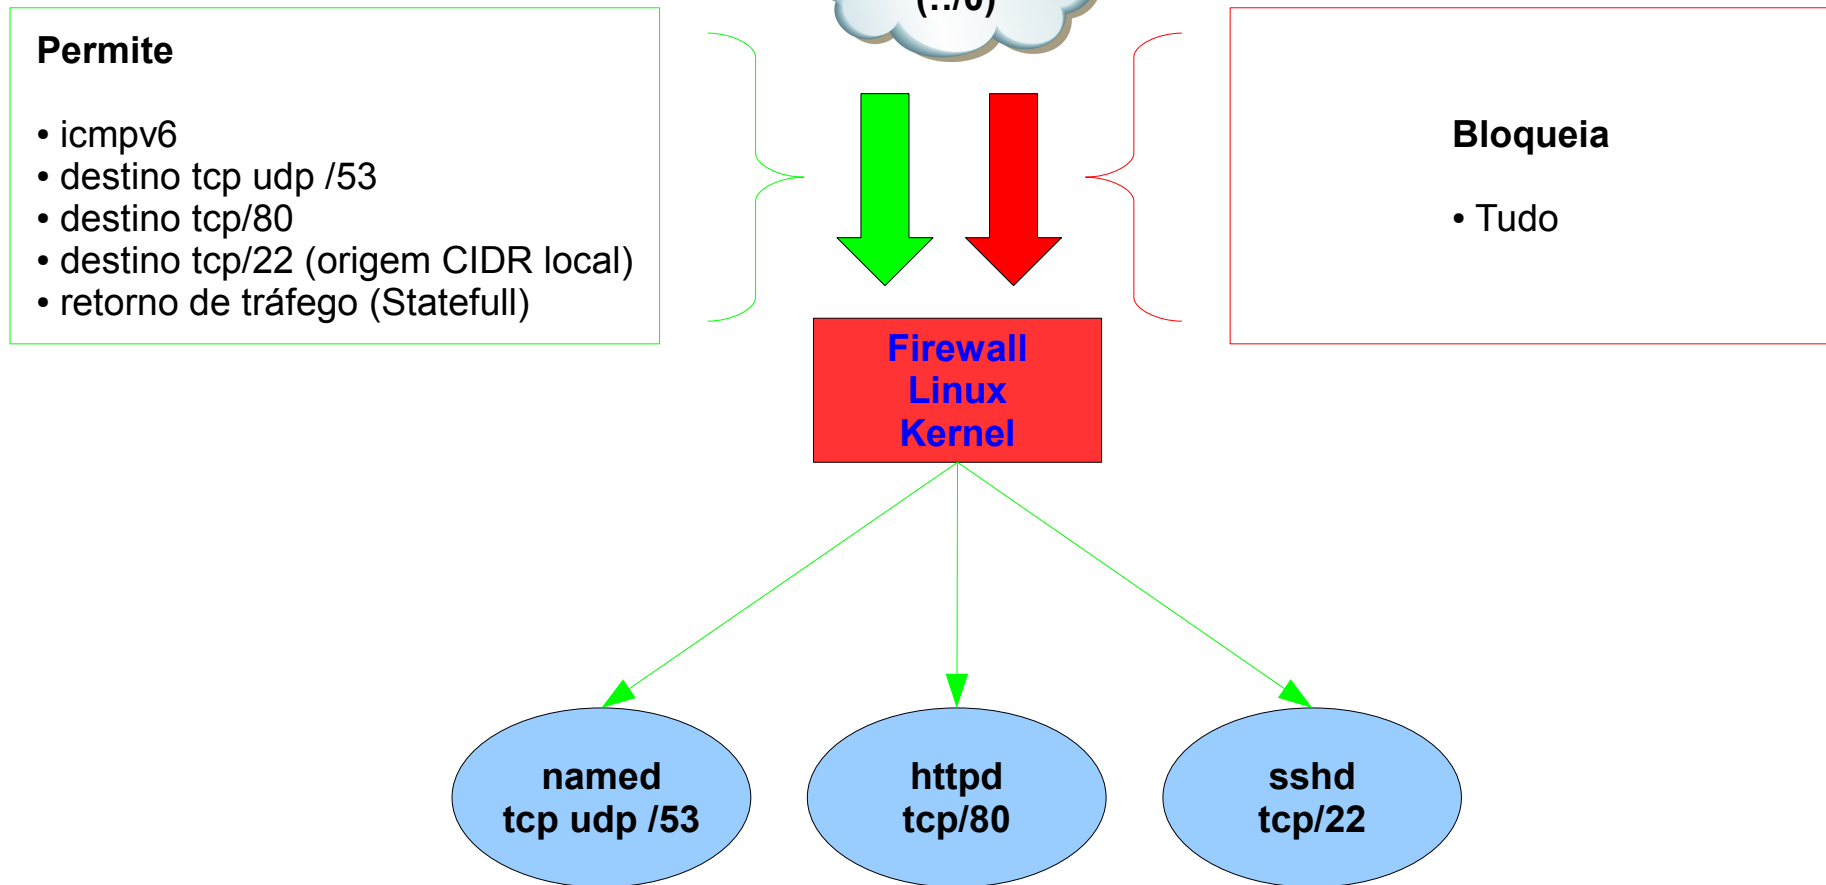 Permite
• icmpv6
• destino tcp udp /53
• destino tcp/80
• destino tcp/22 (origem CIDR local)
• retorno de tráfego (Statefull)
Bloqueia
• Tudo
Firewall
Linux
Kernel
named
tcp udp /53
httpd
tcp/80
sshd
tcp/22